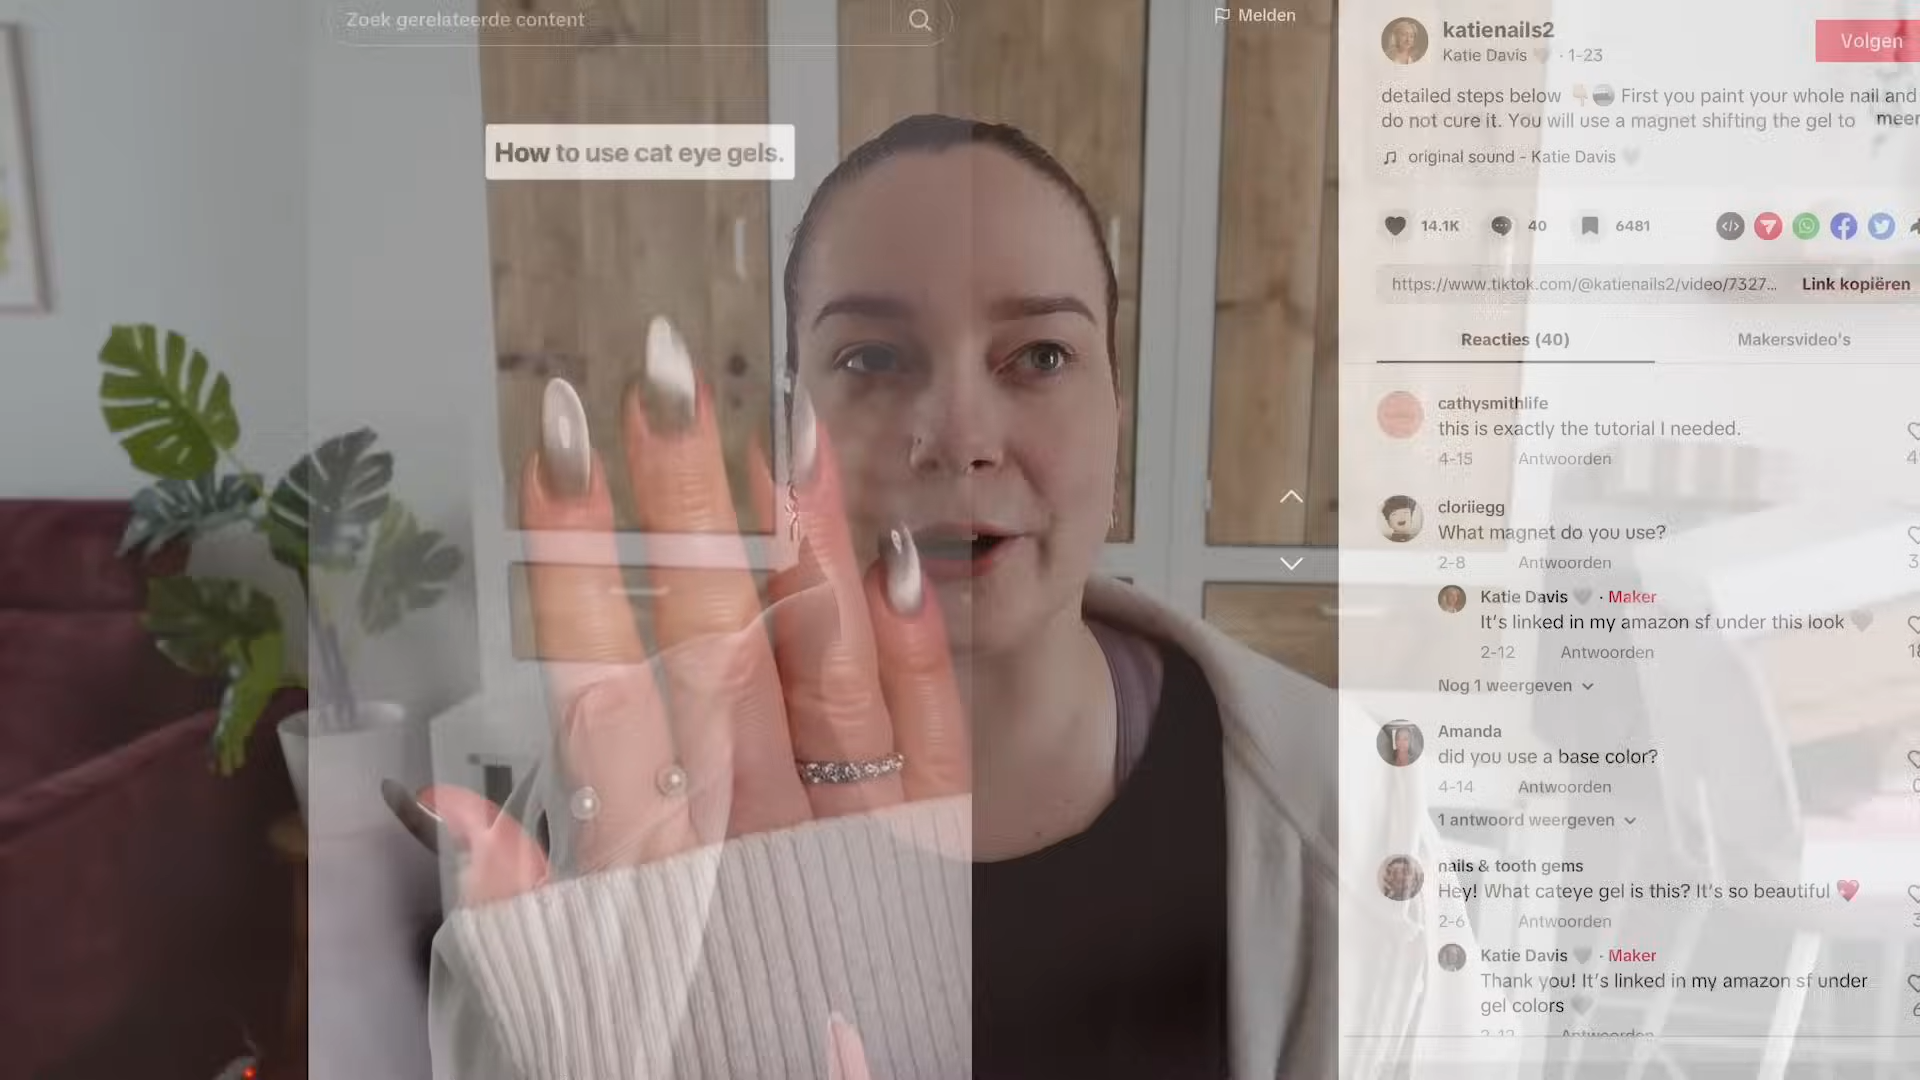 Zoek gerelateerde content
Melden
How to use cat eye gels.
katienails2
Katie Davis 🤍 · 1-23
Volgen
detailed steps below 👇🏻 First you paint your whole nail and
do not cure it. You will use a magnet shifting the gel to
meer
original sound - Katie Davis 🤍
14.1K
40
6481
https://www.tiktok.com/@katienails2/video/7327...
Link kopiëren
Reacties (40)
Makersvideo's
cathysmithlife
this is exactly the tutorial I needed.
4-15 Antwoorden
cloriiegg
What magnet do you use?
2-8 Antwoorden
Katie Davis 🤍 · Maker
It's linked in my amazon sf under this look 🤍
2-12 Antwoorden
Nog 1 weergeven
Amanda
did you use a base color?
4-14 Antwoorden
1 antwoord weergeven
nails & tooth gems
Hey! What cateye gel is this? It's so beautiful 💖
2-6 Antwoorden
Katie Davis 🤍 · Maker
Thank you! It's linked in my amazon sf under
gel colors 🤍
2-12 Antwoorden